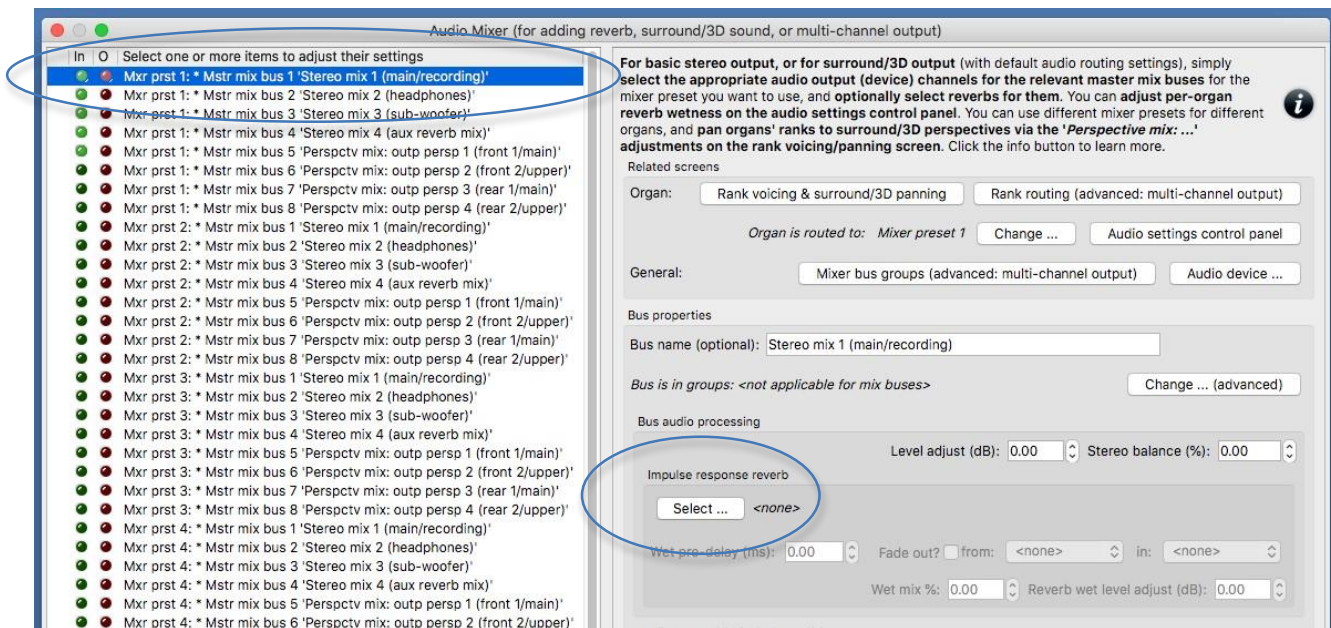 Audio Mixer (for adding reverb, surround/3D sound, or multi-channel output)
In O Select one or more items to adjust their settings
Mxr prst 1: * Mstr mix bus 1 'Stereo mix 1 (main/recording)'
Mxr prst 1: * Mstr mix bus 2 'Stereo mix 2 (headphones)'
Mxr prst 1: * Mstr mix bus 3 'Stereo mix 3 (sub-woofer)'
Mxr prst 1: * Mstr mix bus 4 'Stereo mix 4 (aux reverb mix)'
Mxr prst 1: * Mstr mix bus 5 'Perspctv mix: outp persp 1 (front 1/main)'
Mxr prst 1: * Mstr mix bus 6 'Perspctv mix: outp persp 2 (front 2/upper)'
Mxr prst 1: * Mstr mix bus 7 'Perspctv mix: outp persp 3 (rear 1/main)'
Mxr prst 1: * Mstr mix bus 8 'Perspctv mix: outp persp 4 (rear 2/upper)'
Mxr prst 2: * Mstr mix bus 1 'Stereo mix 1 (main/recording)'
Mxr prst 2: * Mstr mix bus 2 'Stereo mix 2 (headphones)'
Mxr prst 2: * Mstr mix bus 3 'Stereo mix 3 (sub-woofer)'
Mxr prst 2: * Mstr mix bus 4 'Stereo mix 4 (aux reverb mix)'
Mxr prst 2: * Mstr mix bus 5 'Perspctv mix: outp persp 1 (front 1/main)'
Mxr prst 2: * Mstr mix bus 6 'Perspctv mix: outp persp 2 (front 2/upper)'
Mxr prst 2: * Mstr mix bus 7 'Perspctv mix: outp persp 3 (rear 1/main)'
Mxr prst 2: * Mstr mix bus 8 'Perspctv mix: outp persp 4 (rear 2/upper)'
Mxr prst 3: * Mstr mix bus 1 'Stereo mix 1 (main/recording)'
Mxr prst 3: * Mstr mix bus 2 'Stereo mix 2 (headphones)'
Mxr prst 3: * Mstr mix bus 3 'Stereo mix 3 (sub-woofer)'
Mxr prst 3: * Mstr mix bus 4 'Stereo mix 4 (aux reverb mix)'
Mxr prst 3: * Mstr mix bus 5 'Perspctv mix: outp persp 1 (front 1/main)'
Mxr prst 3: * Mstr mix bus 6 'Perspctv mix: outp persp 2 (front 2/upper)'
Mxr prst 3: * Mstr mix bus 7 'Perspctv mix: outp persp 3 (rear 1/main)'
Mxr prst 3: * Mstr mix bus 8 'Perspctv mix: outp persp 4 (rear 2/upper)'
Mxr prst 4: * Mstr mix bus 1 'Stereo mix 1 (main/recording)'
Mxr prst 4: * Mstr mix bus 2 'Stereo mix 2 (headphones)'
Mxr prst 4: * Mstr mix bus 3 'Stereo mix 3 (sub-woofer)'
Mxr prst 4: * Mstr mix bus 4 'Stereo mix 4 (aux reverb mix)'
Mxr prst 4: * Mstr mix bus 5 'Perspctv mix: outp persp 1 (front 1/main)'
Mxr prst 4: * Mstr mix bus 6 'Perspctv mix: outp persp 2 (front 2/upper)'
For basic stereo output, or for surround/3D output (with default audio routing settings), simply
select the appropriate audio output (device) channels for the relevant master mix buses for the
mixer preset you want to use, and optionally select reverbs for them. You can adjust per-organ
reverb wetness on the audio settings control panel. You can use different mixer presets for different
organs, and pan organs' ranks to surround/3D perspectives via the 'Perspective mix: ...'
adjustments on the rank voicing/panning screen. Click the info button to learn more.
i
Related screens
Organ: Rank voicing & surround/3D panning Rank routing (advanced: multi-channel output)
Organ is routed to: Mixer preset 1 Change ... Audio settings control panel
General: Mixer bus groups (advanced: multi-channel output) Audio device ...
Bus properties
Bus name (optional): Stereo mix 1 (main/recording)
Bus is in groups: <not applicable for mix buses> Change ... (advanced)
Bus audio processing
Level adjust (dB): 0.00 Stereo balance (%): 0.00
Impulse response reverb
Select ... <none>
Wet pre-delay (ms): 0.00 Fade out? from: <none> in: <none>
Wet mix %: 0.00 Reverb wet level adjust (dB): 0.00